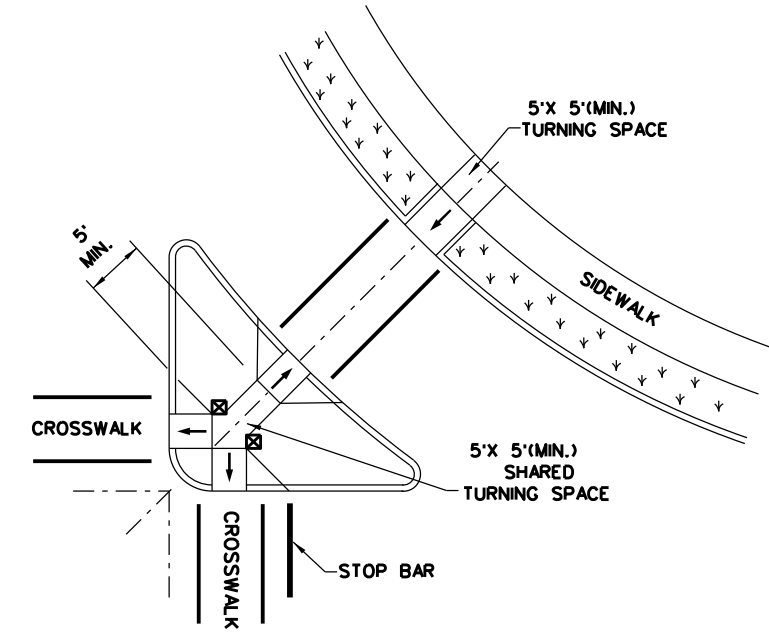 5'X 5'(MIN.)
TURNING SPACE
5'
MIN.
SIDEWALK
CROSSWALK
5'X 5'(MIN.)
SHARED
TURNING SPACE
CROSSWALK
STOP BAR